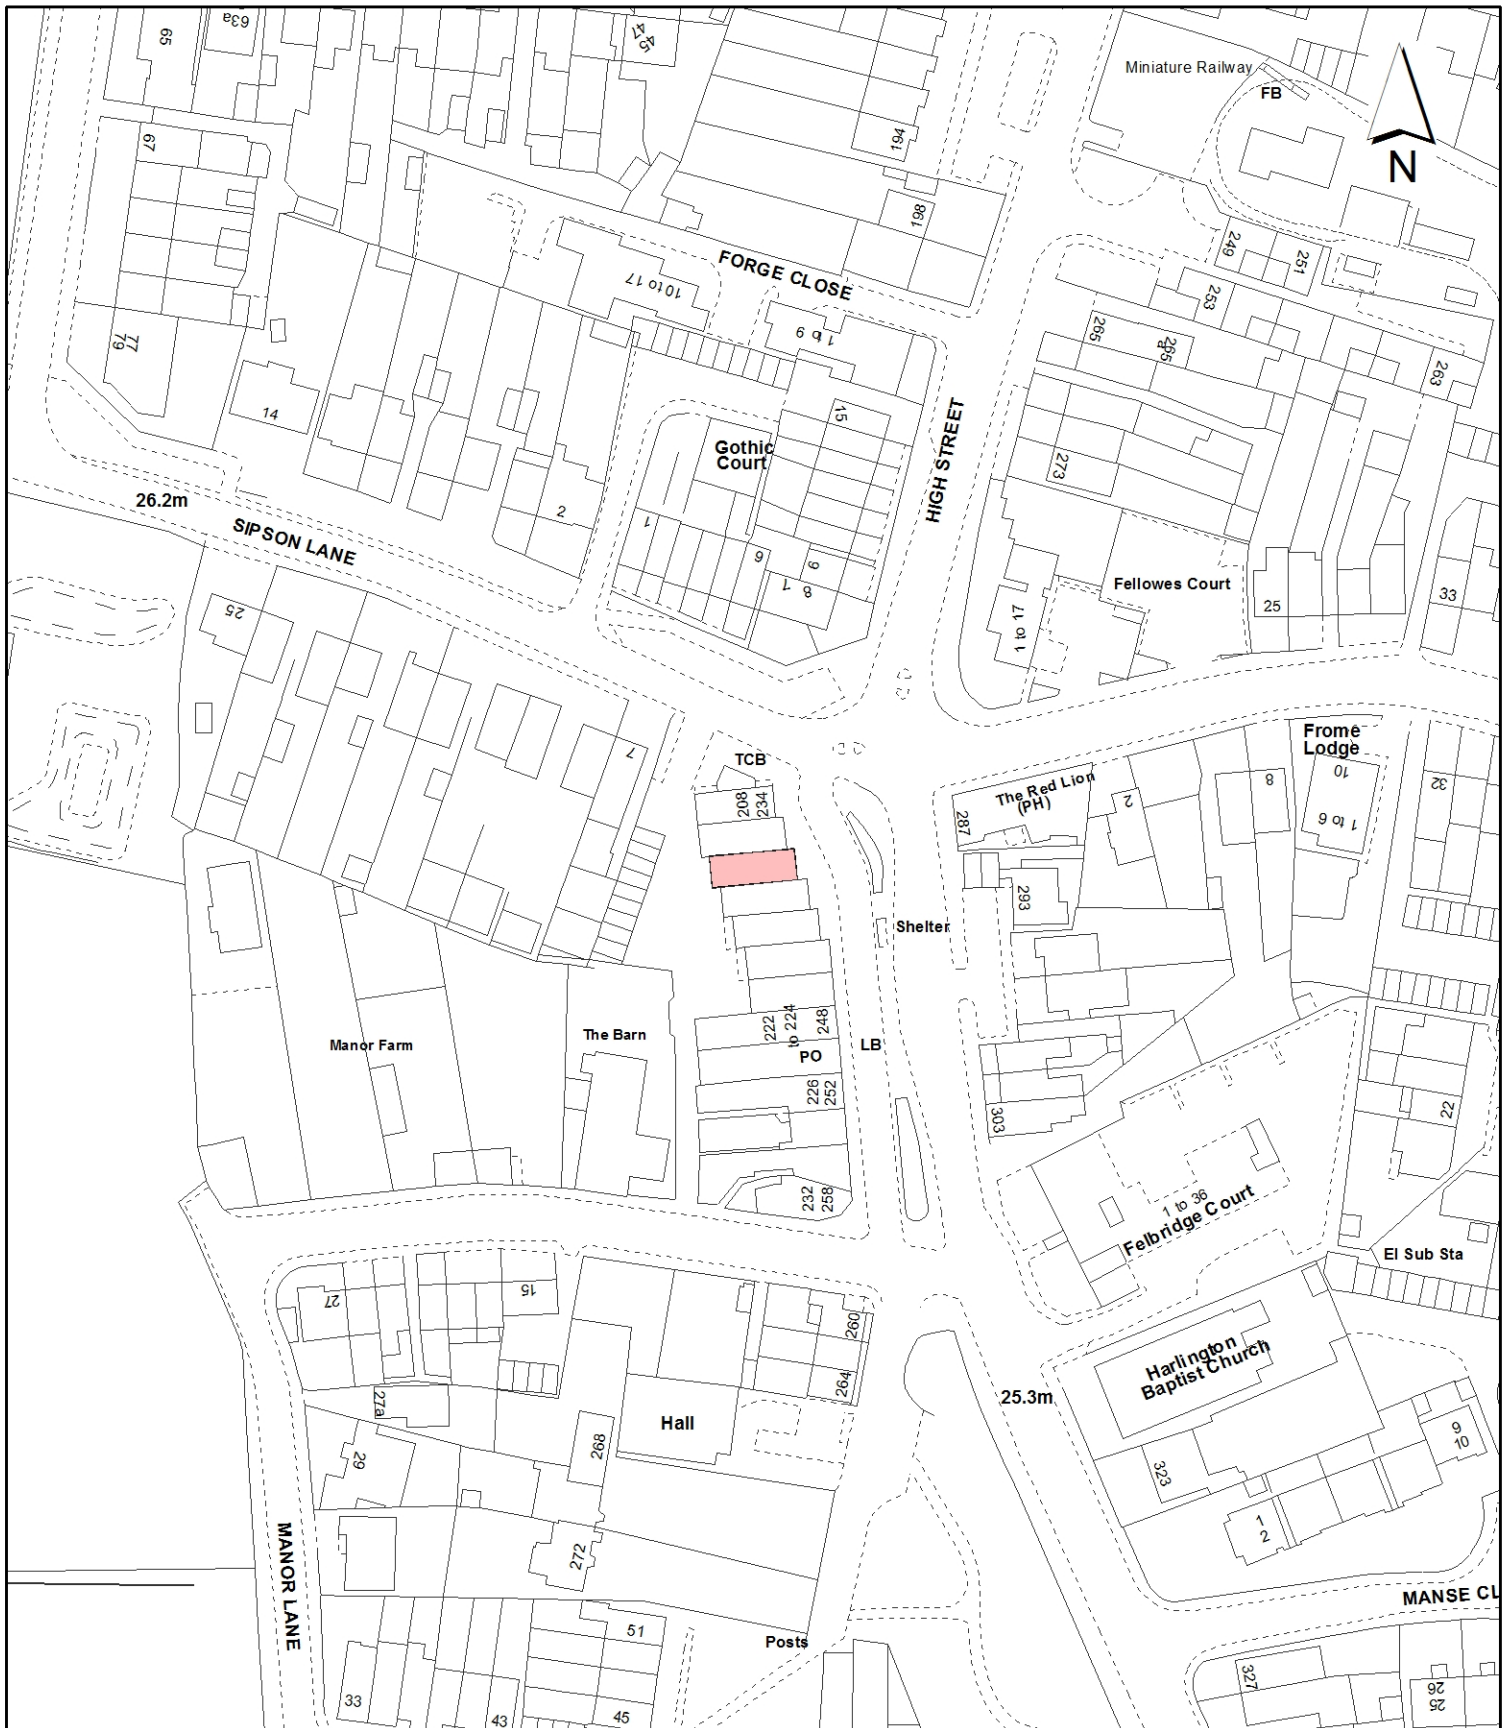 65
63a
47
45
Miniature Railway
FB
N
67
194
198
249
251
FORGE CLOSE
10 to 17
253
1 to 9
265
265a
263
77
79
14
15
HIGH STREET
Gothic
Court
273
26.2m
2
1
SIPSON LANE
6
9
1
8
Fellowes Court
25
33
25
1 to 17
7
TCB
Frome
Lodge
10
The Red Lion
(PH)
208
234
2
8
32
287
1 to 6
293
Shelter
Manor Farm
The Barn
222
to 224
248
LB
PO
226
252
303
22
1 to 36
Felbridge Court
232
258
El Sub Sta
27
15
260
Harlington
Baptist Church
264
25.3m
27a
Hall
268
29
9
10
323
1
2
272
MANOR LANE
MANSE CL
51
Posts
327
33
43
45
26
25